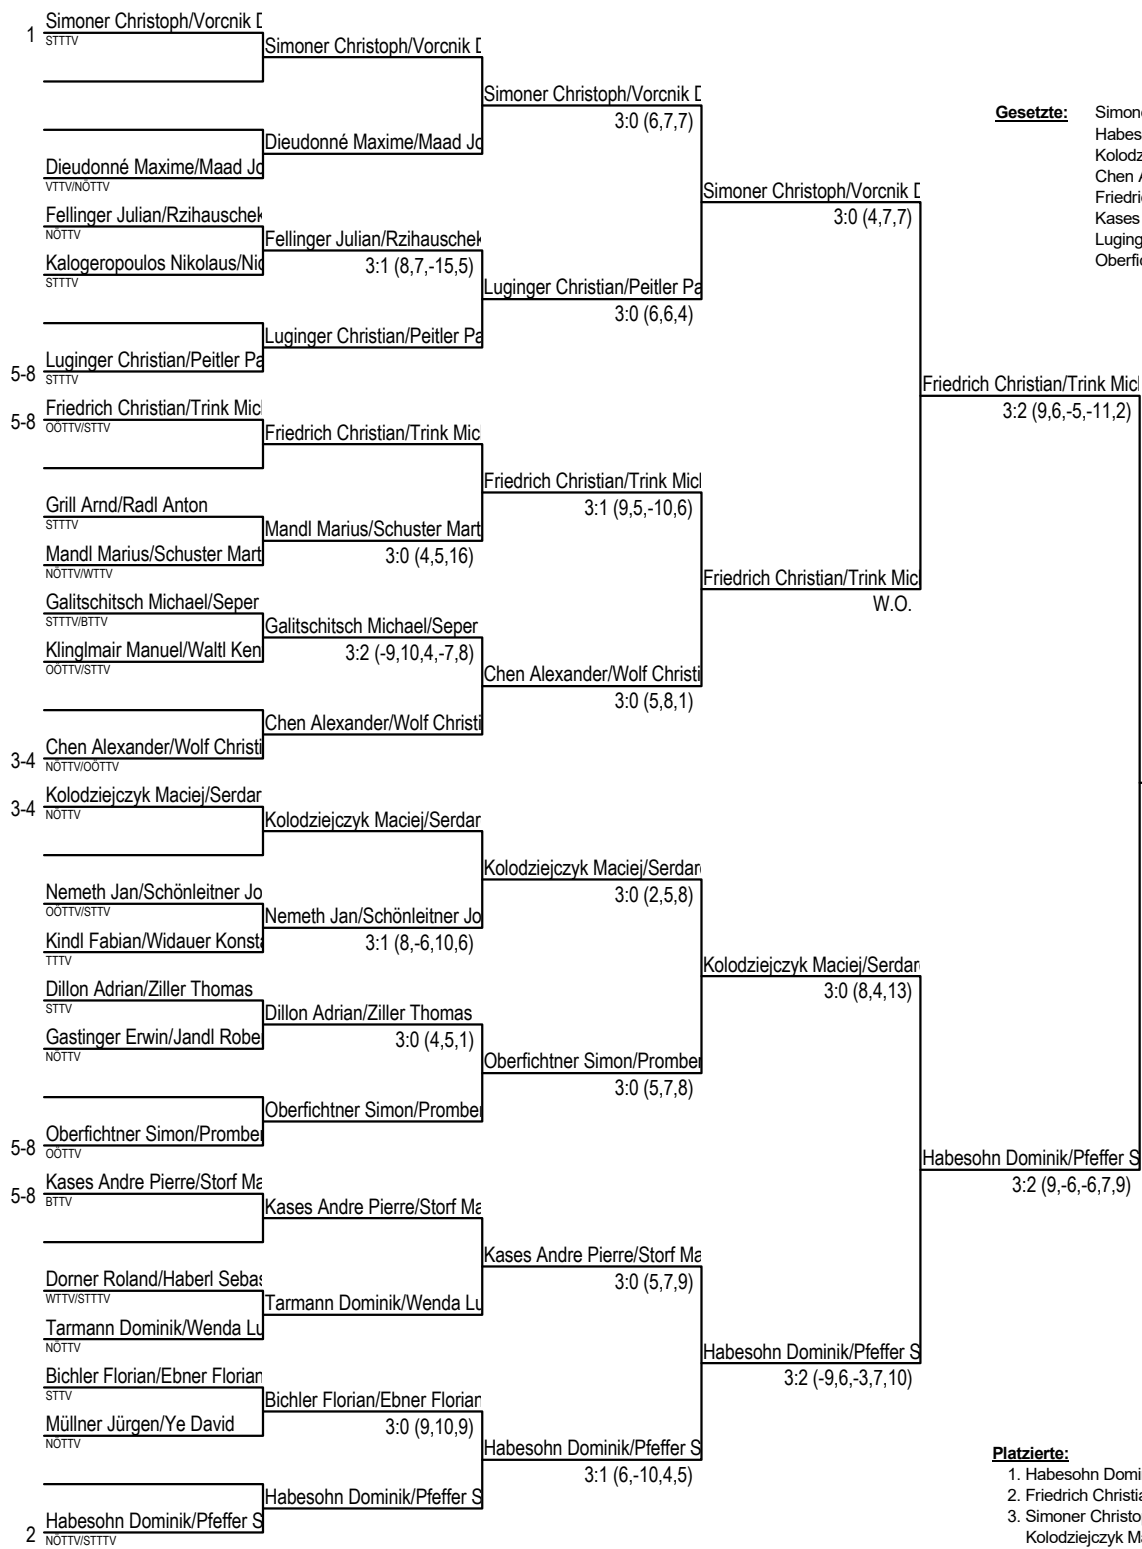 1 Simoner Christoph/Vorcnik D
STTTV
Dieudonné Maxime/Maad Jo
VTTV/NÖTTV
Fellinger Julian/Rzihauschek
NÖTTV
Kalogeropoulos Nikolaus/Nic
STTTV
5-8 Luginger Christian/Peitler Pa
STTTV
5-8 Friedrich Christian/Trink Micl
OÖTTV/STTV
Grill Arnd/Radl Anton
STTTV
Mandl Marius/Schuster Mart
NÖTTV/WTTV
Galitschitsch Michael/Seper
STTTV/BTTV
Klinglmair Manuel/Waltl Ken
OÖTTV/STTV
3-4 Chen Alexander/Wolf Christi
NÖTTV/OÖTTV
3-4 Kolodziejczyk Maciej/Serdar
NÖTTV
Nemeth Jan/Schönleitner Jo
OÖTTV/STTV
Kindl Fabian/Widauer Konsta
TTTV
Dillon Adrian/Ziller Thomas
STTV
Gastinger Erwin/Jandl Robe
NÖTTV
5-8 Oberfichtner Simon/Promber
OÖTTV
5-8 Kases Andre Pierre/Storf Ma
BTTV
Dorner Roland/Haberl Sebas
WTTV/STTTV
Tarmann Dominik/Wenda Lu
NÖTTV
Bichler Florian/Ebner Florian
STTV
Müllner Jürgen/Ye David
NÖTTV
2 Habesohn Dominik/Pfeffer S
NÖTTV/STTTV
Simoner Christoph/Vorcnik D
Dieudonné Maxime/Maad Jo
Fellinger Julian/Rzihauschek
3:1 (8,7,-15,5)
Luginger Christian/Peitler Pa
Friedrich Christian/Trink Mic
Mandl Marius/Schuster Mart
3:0 (4,5,16)
Galitschitsch Michael/Seper
3:2 (-9,10,4,-7,8)
Chen Alexander/Wolf Christi
Kolodziejczyk Maciej/Serdar
Nemeth Jan/Schönleitner Jo
3:1 (8,-6,10,6)
Dillon Adrian/Ziller Thomas
3:0 (4,5,1)
Oberfichtner Simon/Promber
Kases Andre Pierre/Storf Ma
Tarmann Dominik/Wenda Lu
Bichler Florian/Ebner Florian
3:0 (9,10,9)
Habesohn Dominik/Pfeffer S
Simoner Christoph/Vorcnik D
3:0 (6,7,7)
Luginger Christian/Peitler Pa
3:0 (6,6,4)
Friedrich Christian/Trink Micl
3:1 (9,5,-10,6)
Chen Alexander/Wolf Christi
3:0 (5,8,1)
Kolodziejczyk Maciej/Serdar
3:0 (2,5,8)
Oberfichtner Simon/Promber
3:0 (5,7,8)
Kases Andre Pierre/Storf Ma
3:0 (5,7,9)
Habesohn Dominik/Pfeffer S
3:1 (6,-10,4,5)
Simoner Christoph/Vorcnik D
3:0 (4,7,7)
Friedrich Christian/Trink Mic
W.O.
Kolodziejczyk Maciej/Serdar
3:0 (8,4,13)
Habesohn Dominik/Pfeffer S
3:2 (-9,6,-3,7,10)
Friedrich Christian/Trink Micl
3:2 (9,6,-5,-11,2)
Habesohn Dominik/Pfeffer S
3:2 (9,-6,-6,7,9)
Gesetzte: Simone
Habes
Kolodz
Chen A
Friedri
Kases
Luging
Oberfic
Platzierte:
1. Habesohn Domi
2. Friedrich Christia
3. Simoner Christop
Kolodziejczyk Ma